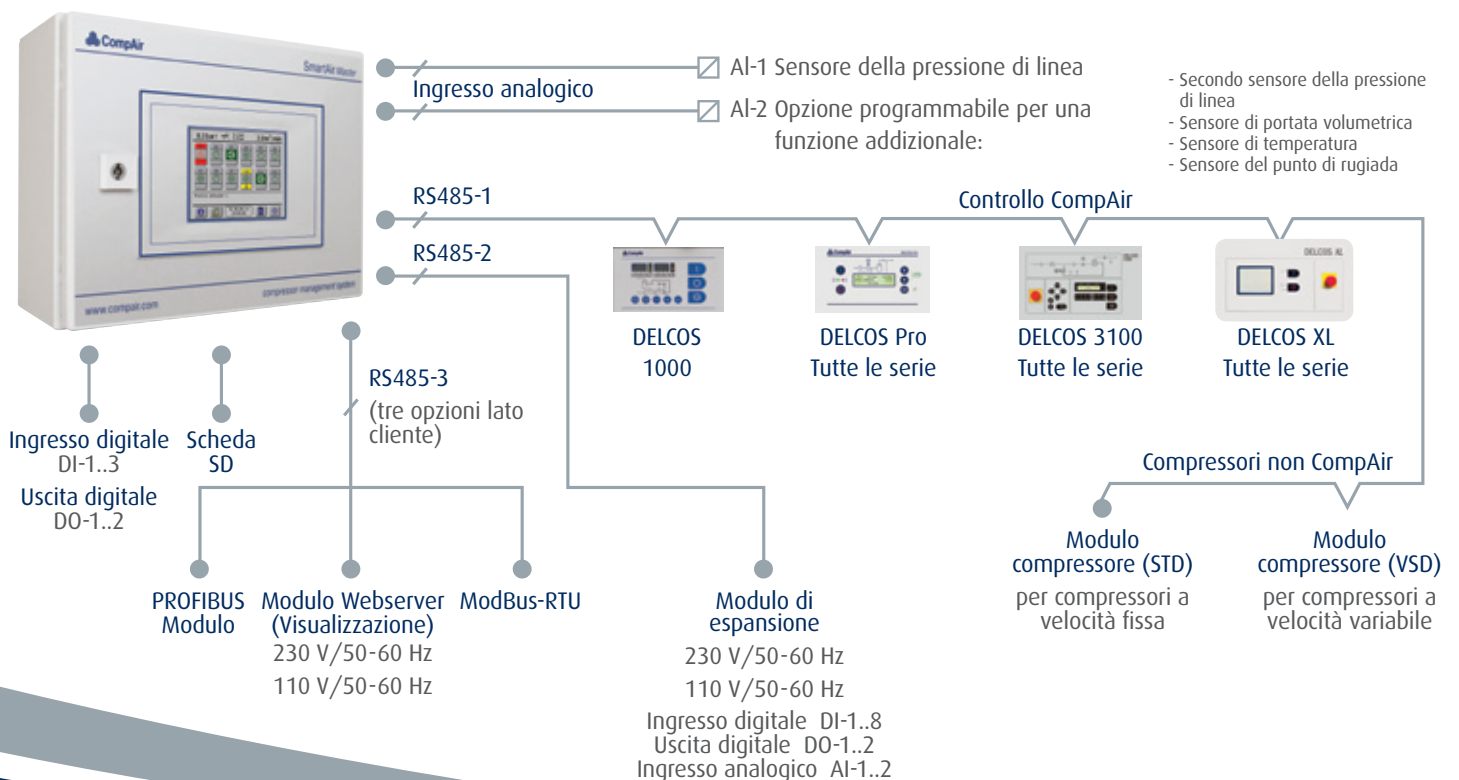 CompAir
SmartAir Master
compressor management system
www.compair.com
Ingresso analogico
Al-1 Sensore della pressione di linea
Al-2 Opzione programmabile per una
funzione addizionale:
- Secondo sensore della pressione
di linea
- Sensore di portata volumetrica
- Sensore di temperatura
- Sensore del punto di rugiada
RS485-1
Controllo CompAir
RS485-2
DELCOS
1000
DELCOS Pro
Tutte le serie
DELCOS 3100
Tutte le serie
DELCOS XL
DELCOS XL
Tutte le serie
RS485-3
(tre opzioni lato
cliente)
Ingresso digitale
DI-1..3
Uscita digitale
DO-1..2
Scheda
SD
Compressori non CompAir
Modulo
compressore (STD)
per compressori a
velocità fissa
Modulo
compressore (VSD)
per compressori a
velocità variabile
PROFIBUS
Modulo
Modulo Webserver
(Visualizzazione)
230 V/50-60 Hz
110 V/50-60 Hz
ModBus-RTU
Modulo di
espansione
230 V/50-60 Hz
110 V/50-60 Hz
Ingresso digitale DI-1..8
Uscita digitale DO-1..2
Ingresso analogico AI-1..2